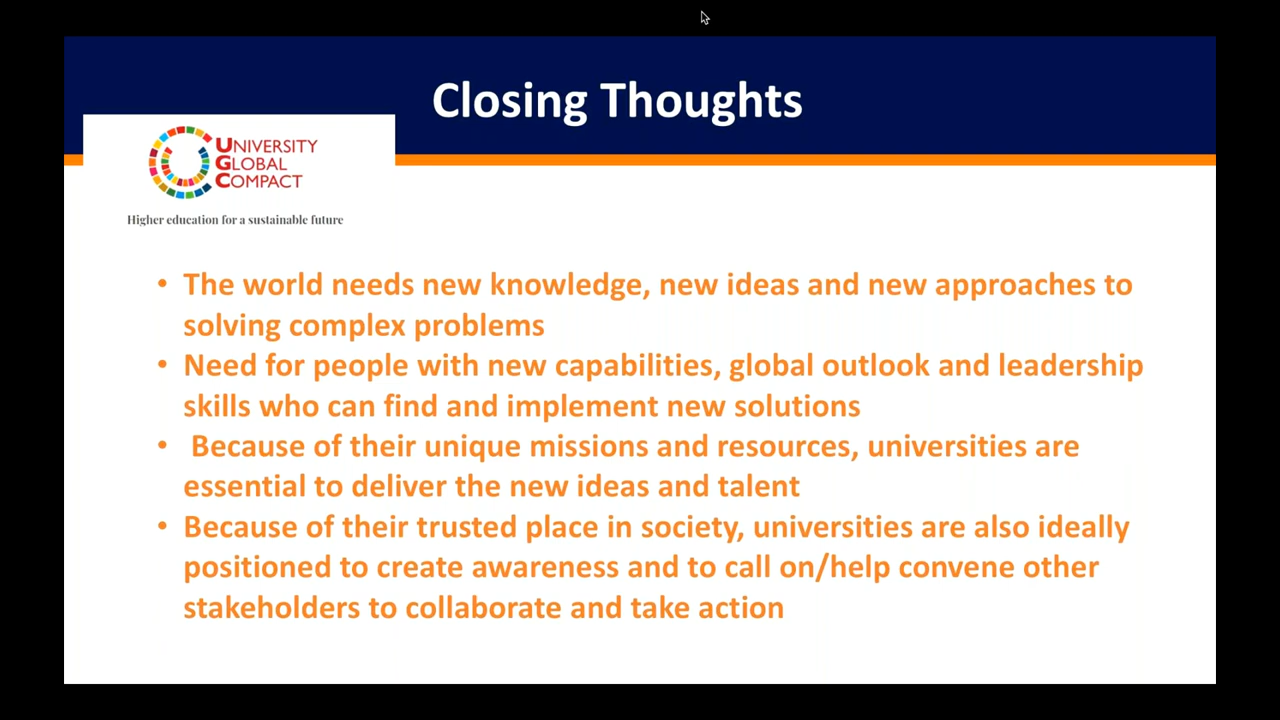 Closing Thoughts
UNIVERSITY
GLOBAL
COMPACT
Higher education for a sustainable future
• The world needs new knowledge, new ideas and new approaches to
solving complex problems
• Need for people with new capabilities, global outlook and leadership
skills who can find and implement new solutions
• Because of their unique missions and resources, universities are
essential to deliver the new ideas and talent
• Because of their trusted place in society, universities are also ideally
positioned to create awareness and to call on/help convene other
stakeholders to collaborate and take action